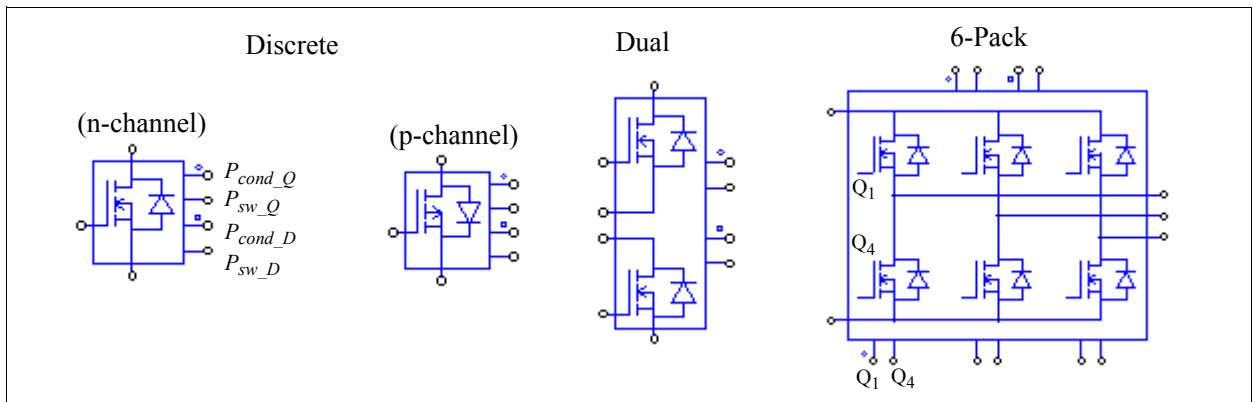 Discrete
Dual
6-Pack
(n-channel)
(p-channel)
P_cond_Q
P_sw_Q
P_cond_D
P_sw_D
Q1
Q4
Q1 Q4